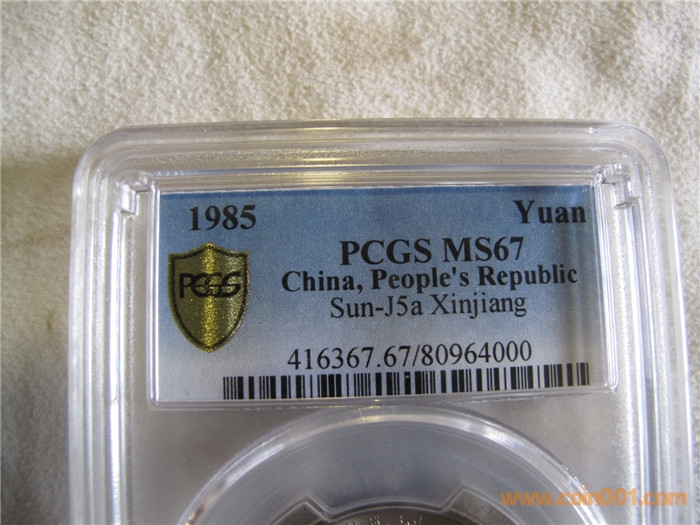 1985 Yuan
PCGS MS67
China, People's Republic
PCGS
Sun-J5a Xinjiang
416367.67/80964000
www.coin001.com